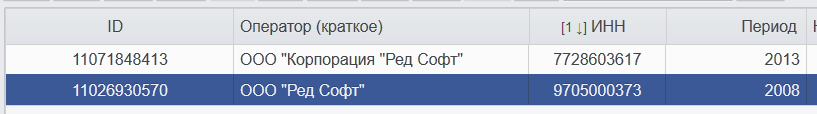 ID Оператор (краткое) [1 ↓] ИНН Период
11071848413 ООО "Корпорация "Ред Софт" 7728603617 2013
11026930570 ООО "Ред Софт" 9705000373 2008